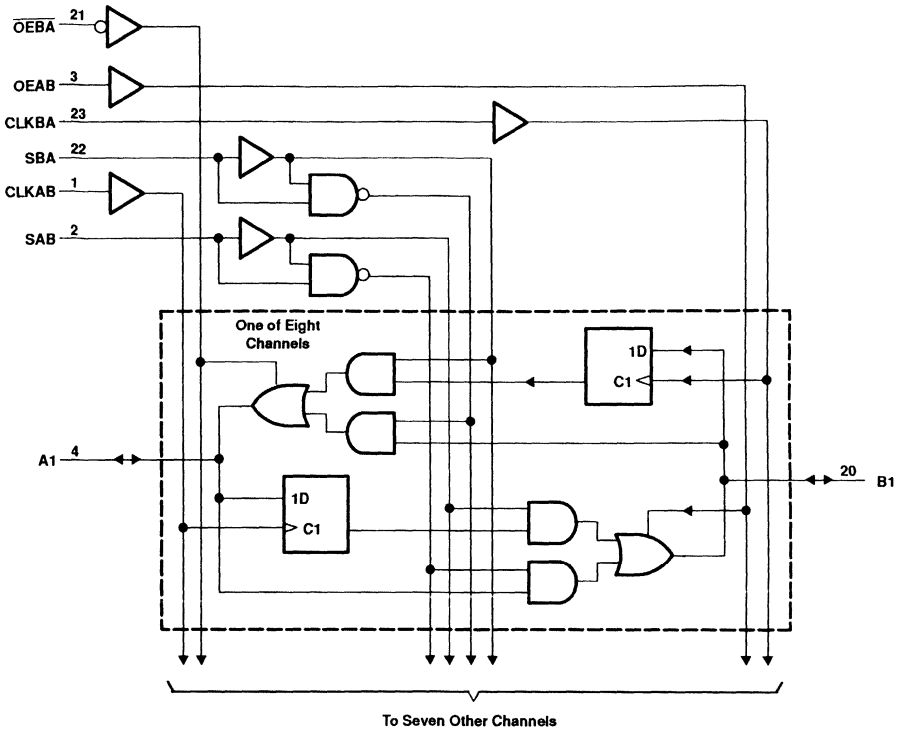 O̅E̅B̅A̅ 21
OEAB 3
CLKBA 23
SBA 22
CLKAB 1
SAB 2
One of Eight
Channels
1D
C1
A1 4
20 B1
1D
C1
To Seven Other Channels